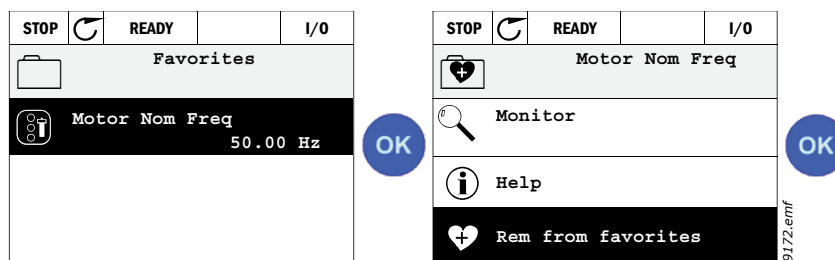 STOP READY I/O
Favorites
Motor Nom Freq
50.00 Hz
OK
STOP READY I/O
Motor Nom Freq
Monitor
Help
Rem from favorites
OK
9172.emf